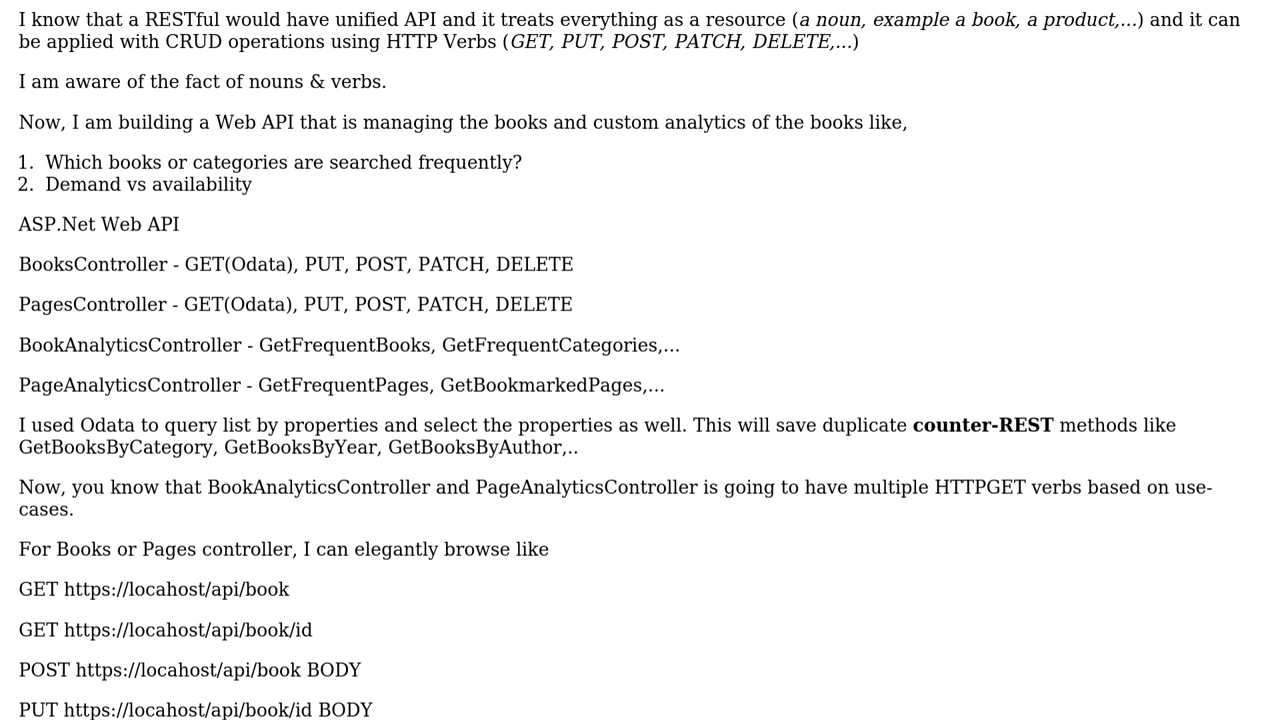 I know that a RESTful would have unified API and it treats everything as a resource (a noun, example a book, a product,...) and it can
be applied with CRUD operations using HTTP Verbs (GET, PUT, POST, PATCH, DELETE,...)
I am aware of the fact of nouns & verbs.
Now, I am building a Web API that is managing the books and custom analytics of the books like,
1. Which books or categories are searched frequently?
2. Demand vs availability
ASP.Net Web API
BooksController - GET(Odata), PUT, POST, PATCH, DELETE
PagesController - GET(Odata), PUT, POST, PATCH, DELETE
BookAnalyticsController - GetFrequentBooks, GetFrequentCategories,...
PageAnalyticsController - GetFrequentPages, GetBookmarkedPages,...
I used Odata to query list by properties and select the properties as well. This will save duplicate counter-REST methods like
GetBooksByCategory, GetBooksByYear, GetBooksByAuthor,..
Now, you know that BookAnalyticsController and PageAnalyticsController is going to have multiple HTTPGET verbs based on use-
cases.
For Books or Pages controller, I can elegantly browse like
GET https://locahost/api/book
GET https://locahost/api/book/id
POST https://locahost/api/book BODY
PUT https://locahost/api/book/id BODY